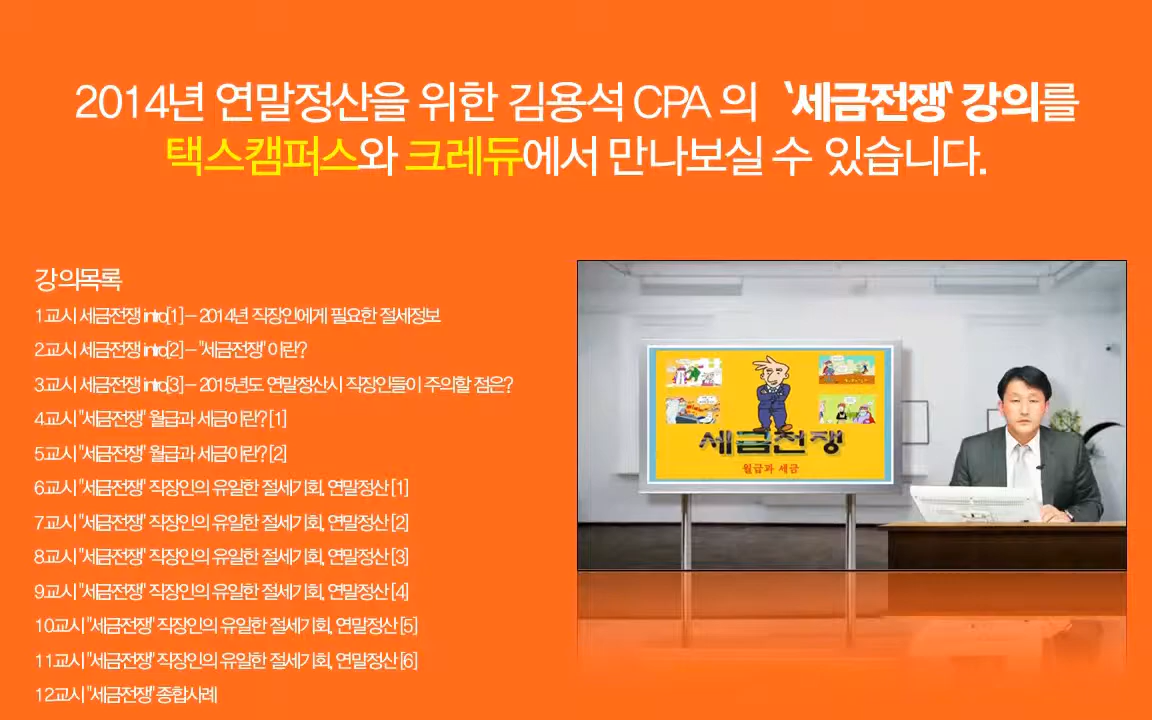 2014년 연말정산을 위한 김용석 CPA 의 '세금전쟁' 강의를
택스캠퍼스와 크레듀에서 만나보실 수 있습니다.
강의목록
1교시 세금전쟁 intro[1] – 2014년 직장인에게 필요한 절세정보
2교시 세금전쟁 intro[2] – "세금전쟁" 이란?
3교시 세금전쟁 intro[3] – 2015년도 연말정산시 직장인들이 주의할 점은?
4교시 "세금전쟁" 월급과 세금이란? [1]
5교시 "세금전쟁" 월급과 세금이란? [2]
6교시 "세금전쟁" 직장인의 유일한 절세기회, 연말정산 [1]
7교시 "세금전쟁" 직장인의 유일한 절세기회, 연말정산 [2]
8교시 "세금전쟁" 직장인의 유일한 절세기회, 연말정산 [3]
9교시 "세금전쟁" 직장인의 유일한 절세기회, 연말정산 [4]
10교시 "세금전쟁" 직장인의 유일한 절세기회, 연말정산 [5]
11교시 "세금전쟁" 직장인의 유일한 절세기회, 연말정산 [6]
12교시 "세금전쟁" 종합사례
세금전쟁
월급과 세금